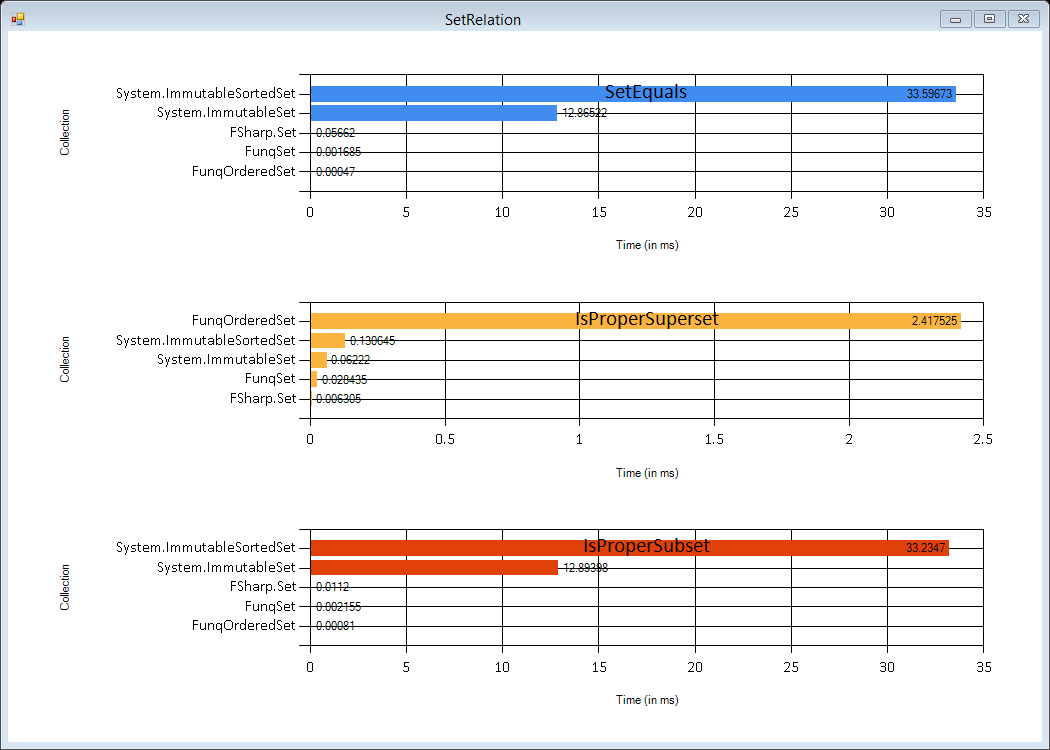 SetRelation
SetEquals
Collection
System.ImmutableSortedSet 33.59673
System.ImmutableSet 12.86522
FSharp.Set 0.05662
FunqSet 0.001685
FunqOrderedSet 0.00047
0 5 10 15 20 25 30 35
Time (in ms)
IsProperSuperset
Collection
FunqOrderedSet 2.417525
System.ImmutableSortedSet 0.130645
System.ImmutableSet 0.06222
FunqSet 0.028435
FSharp.Set 0.006305
0 0.5 1 1.5 2 2.5
Time (in ms)
IsProperSubset
Collection
System.ImmutableSortedSet 33.2347
System.ImmutableSet 12.89398
FSharp.Set 0.0112
FunqSet 0.002155
FunqOrderedSet 0.00081
0 5 10 15 20 25 30 35
Time (in ms)